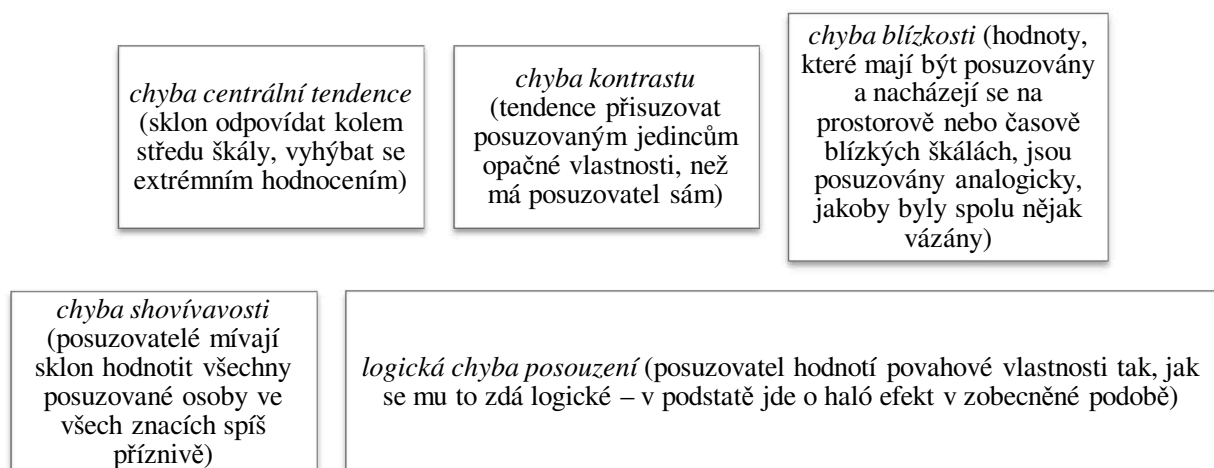 chyba centrální tendence
(sklon odpovídat kolem
středu škály, vyhýbat se
extrémním hodnocením)
chyba kontrastu
(tendence přisuzovat
posuzovaným jedincům
opačné vlastnosti, než
má posuzovatel sám)
chyba blízkosti (hodnoty,
které mají být posuzovány
a nacházejí se na
prostorově nebo časově
blízkých škálách, jsou
posuzovány analogicky,
jakoby byly spolu nějak
vázány)
chyba shovívavosti
(posuzovatelé mívají
sklon hodnotit všechny
posuzované osoby ve
všech znacích spíš
příznivě)
logická chyba posouzení (posuzovatel hodnotí povahové vlastnosti tak, jak
se mu to zdá logické – v podstatě jde o haló efekt v zobecněné podobě)